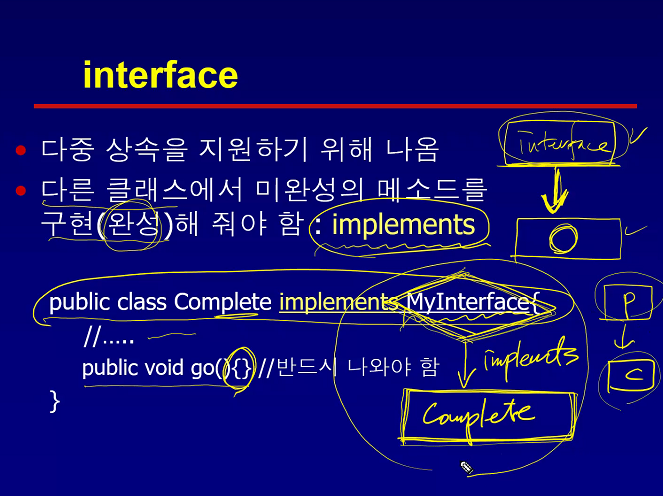 interface
다중 상속을 지원하기 위해 나옴
다른 클래스에서 미완성의 메소드를
구현(완성)해 줘야 함 : implements
public class Complete implements MyInterface{
//…..
public void go(){} //반드시 나와야 함
}
interface
P
C
implements
Complete